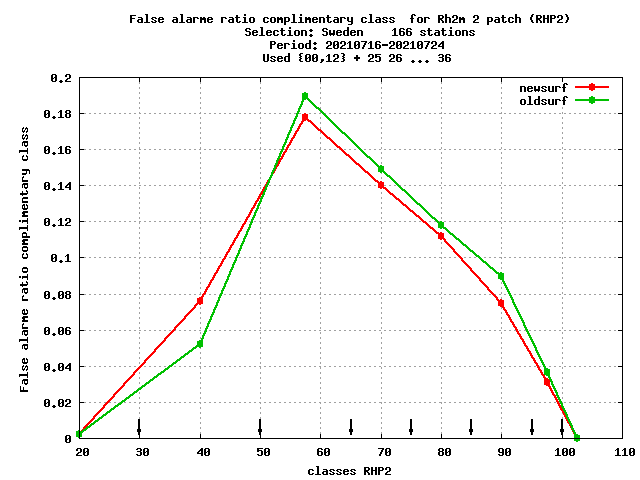 False alarme ratio complimentary class  for Rh2m 2 patch (RHP2)
Selection: Sweden    166 stations
Period: 20210716-20210724
Used {00,12} + 25 26 ... 36
newsurf
oldsurf
False alarme ratio complimentary class
0,2
0,18
0,16
0,14
0,12
0,1
0,08
0,06
0,04
0,02
0
20 30 40 50 60 70 80 90 100 110
classes RHP2